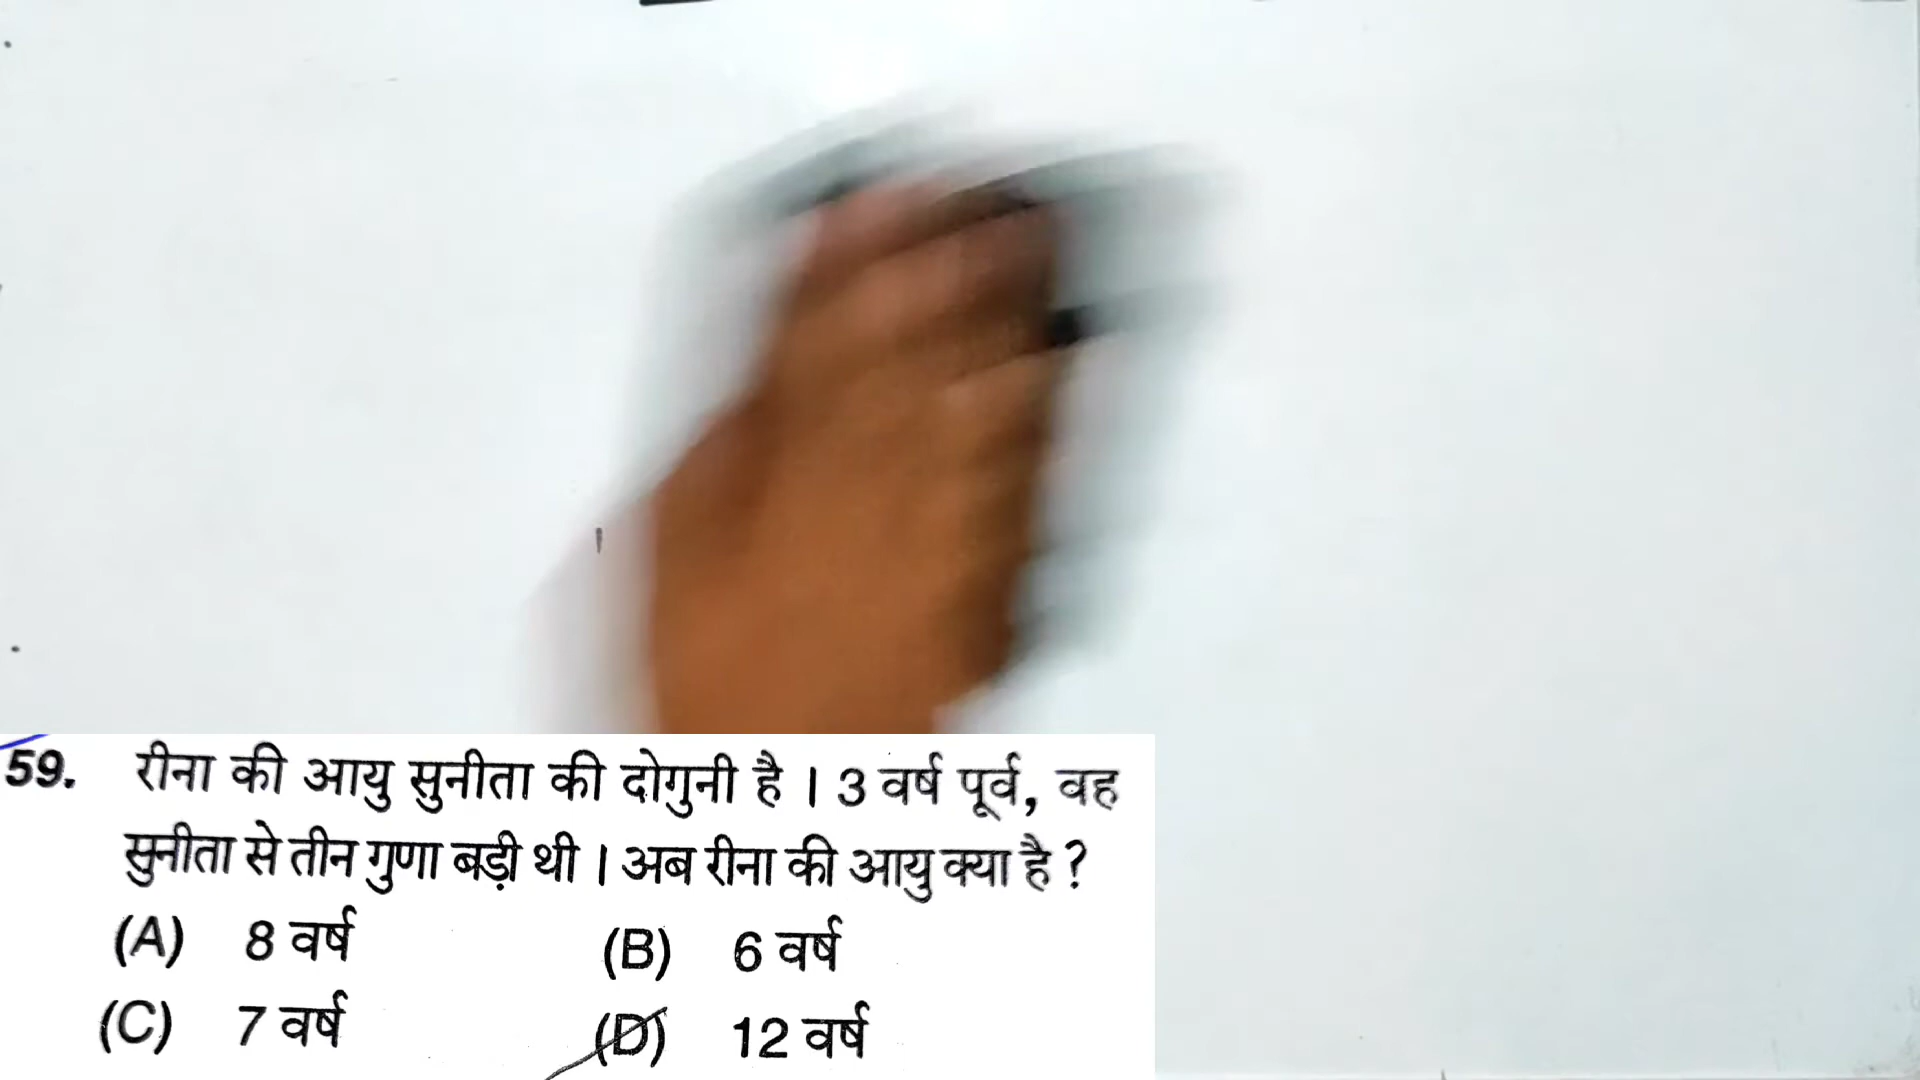 59. रीना की आयु सुनीता की दोगुनी है । 3 वर्ष पूर्व, वह
सुनीता से तीन गुणा बड़ी थी । अब रीना की आयु क्या है ?
(A) 8 वर्ष (B) 6 वर्ष
(C) 7 वर्ष (D) 12 वर्ष